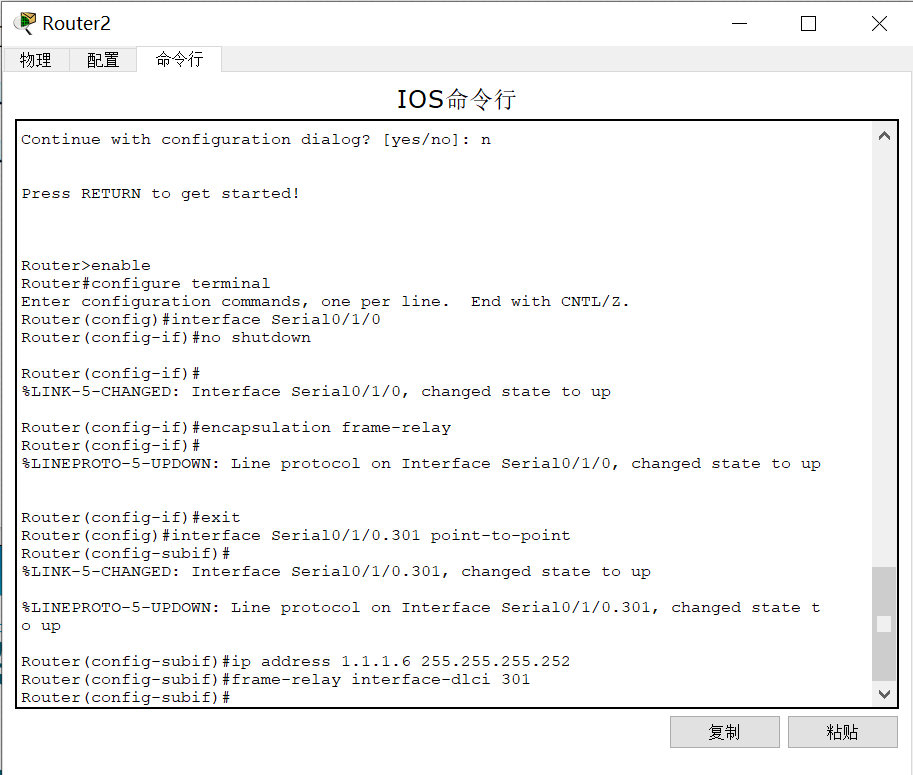 Router2
物理 配置 命令行
IOS命令行
Continue with configuration dialog? [yes/no]: n
Press RETURN to get started!
Router>enable
Router#configure terminal
Enter configuration commands, one per line.  End with CNTL/Z.
Router(config)#interface Serial0/1/0
Router(config-if)#no shutdown
Router(config-if)#
%LINK-5-CHANGED: Interface Serial0/1/0, changed state to up
Router(config-if)#encapsulation frame-relay
Router(config-if)#
%LINEPROTO-5-UPDOWN: Line protocol on Interface Serial0/1/0, changed state to up
Router(config-if)#exit
Router(config)#interface Serial0/1/0.301 point-to-point
Router(config-subif)#
%LINK-5-CHANGED: Interface Serial0/1/0.301, changed state to up
%LINEPROTO-5-UPDOWN: Line protocol on Interface Serial0/1/0.301, changed state t
o up
Router(config-subif)#ip address 1.1.1.6 255.255.255.252
Router(config-subif)#frame-relay interface-dlci 301
Router(config-subif)#
复制 粘贴